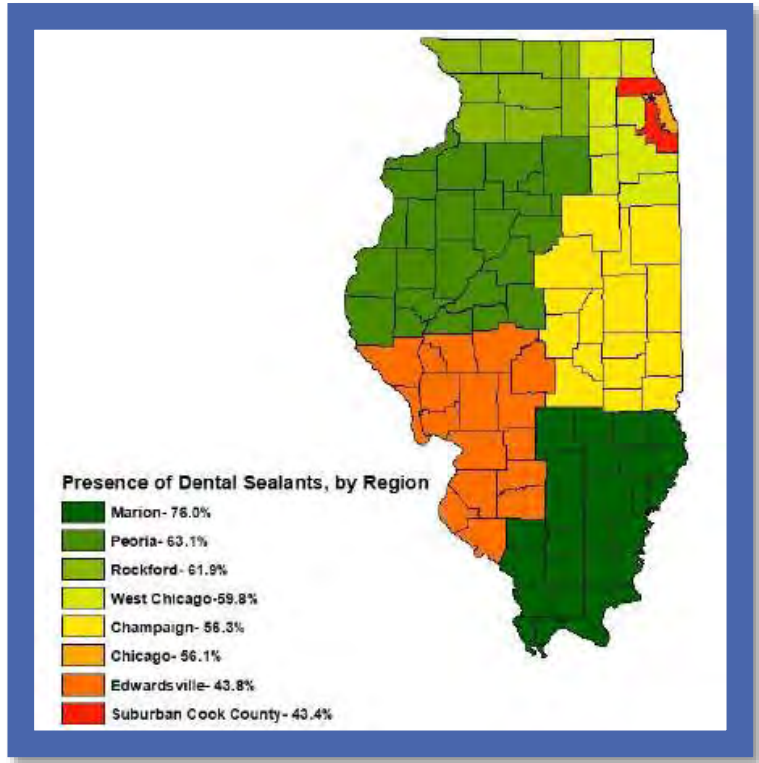 Presence of Dental Sealants, by Region
Marion- 76.0%
Peoria- 63.1%
Rockford- 61.9%
West Chicago-59.8%
Champaign- 56.3%
Chicago- 56.1%
Edwardsville- 43.8%
Suburban Cook County- 43.4%